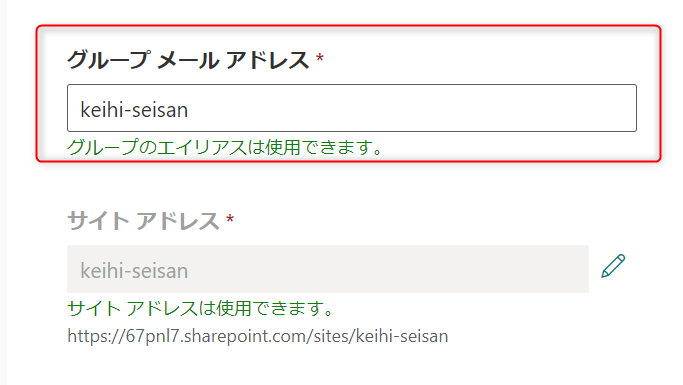 グループ メール アドレス *
keihi-seisan
グループのエイリアスは使用できます。
サイト アドレス *
keihi-seisan
サイト アドレスは使用できます。
https://67pnl7.sharepoint.com/sites/keihi-seisan